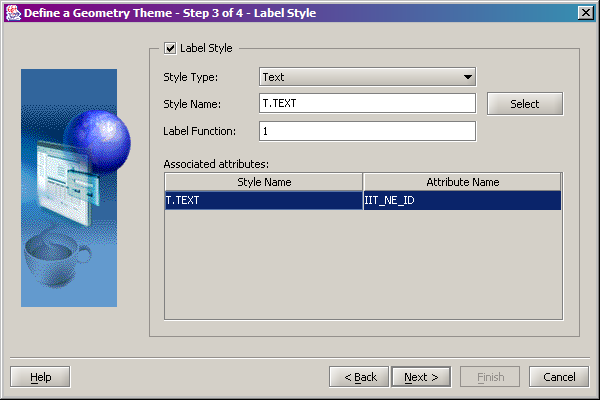 Define a Geometry Theme - Step 3 of 4 - Label Style
Label Style
Style Type: Text
Style Name: T.TEXT Select
Label Function: 1
Associated attributes:
Style Name Attribute Name
T.TEXT IIT_NE_ID
Help < Back Next > Finish Cancel